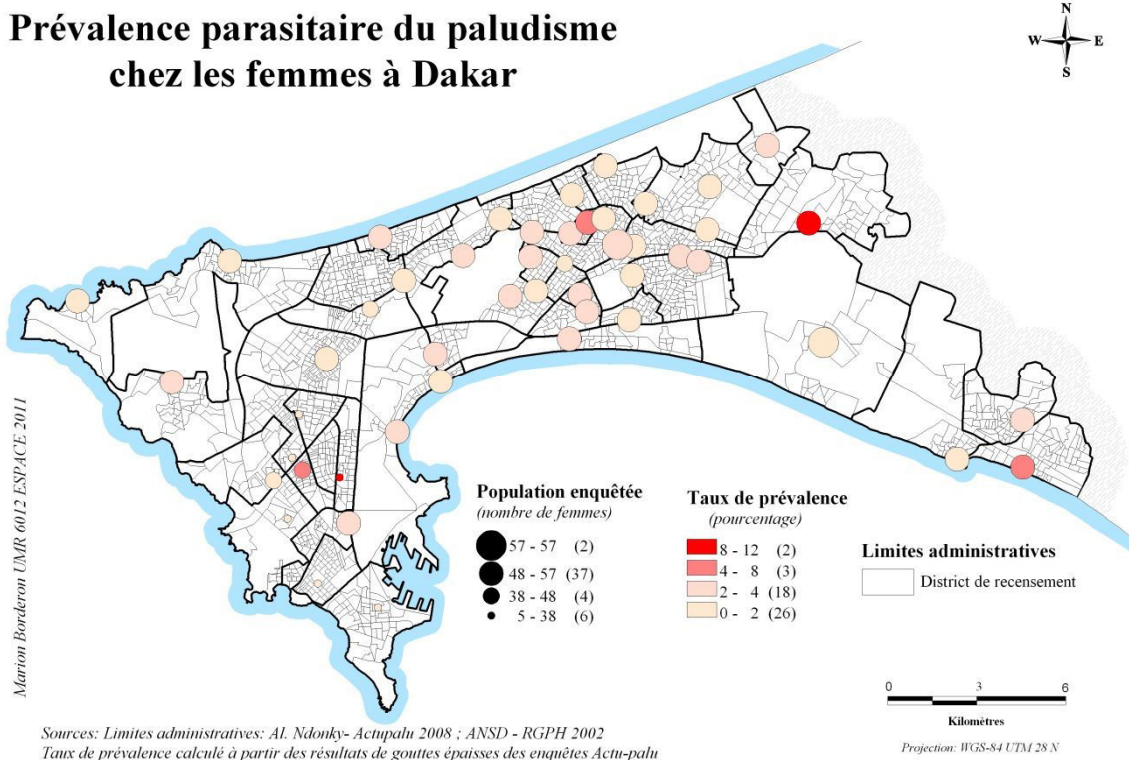 Prévalence parasitaire du paludisme
chez les femmes à Dakar
N
W E
S
Marion Borderon UMR 6012 ESPACE 2011
Population enquêtée
(nombre de femmes)
57 - 57 (2)
48 - 57 (37)
38 - 48 (4)
5 - 38 (6)
Taux de prévalence
(pourcentage)
8 - 12 (2)
4 - 8 (3)
2 - 4 (18)
0 - 2 (26)
Limites administratives
District de recensement
0 3 6
Kilomètres
Projection: WGS-84 UTM 28 N
Sources: Limites administratives: Al. Ndonky- Actupalu 2008 ; ANSD - RGPH 2002
Taux de prévalence calculé à partir des résultats de gouttes épaisses des enquêtes Actu-palu